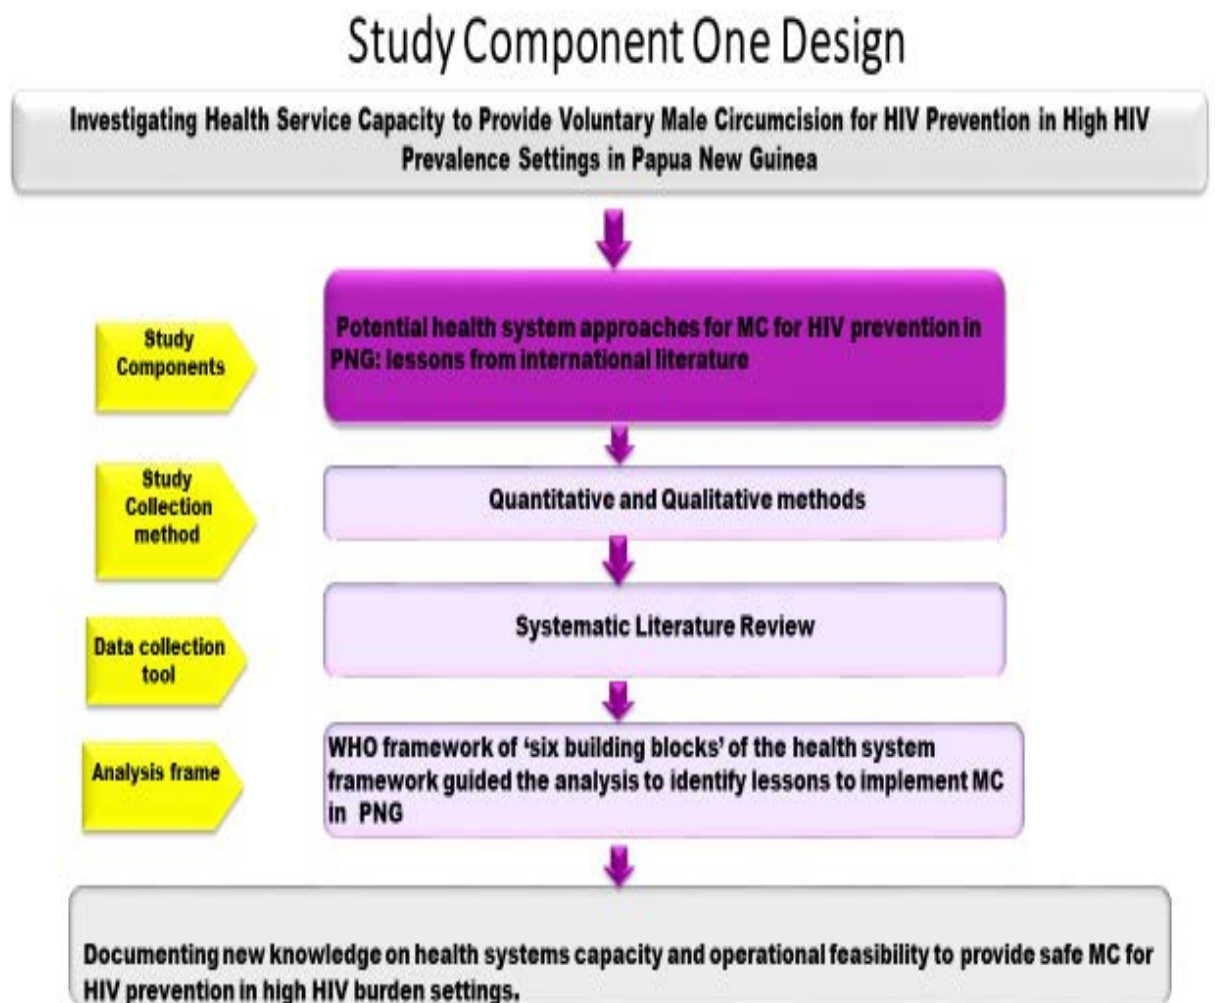 Study Component One Design
Investigating Health Service Capacity to Provide Voluntary Male Circumcision for HIV Prevention in High HIV
Prevalence Settings in Papua New Guinea
Study
Components
Potential health system approaches for MC for HIV prevention in
PNG: lessons from international literature
Study
Collection
method
Quantitative and Qualitative methods
Data collection
tool
Systematic Literature Review
Analysis frame
WHO framework of ‘six building blocks’ of the health system
framework guided the analysis to identify lessons to implement MC
in PNG
Documenting new knowledge on health systems capacity and operational feasibility to provide safe MC for
HIV prevention in high HIV burden settings.